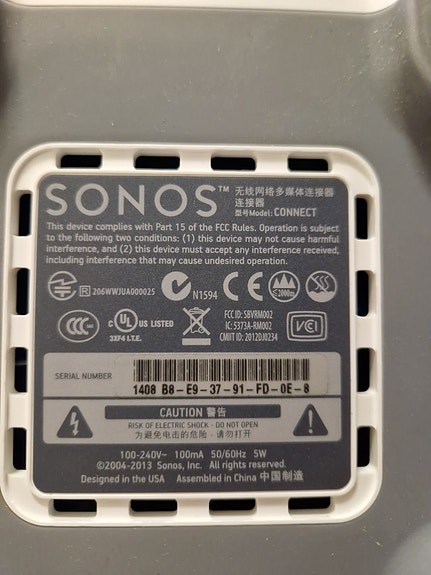 SONOS™
无线网络多媒体连接器
连接器
型号Model: CONNECT
This device complies with Part 15 of the FCC Rules. Operation is subject
to the following two conditions: (1) this device may not cause harmful
interference, and (2) this device must accept any interference received,
including interference that may cause undesired operation.
R 206WWJUA000025
N1594
CE
≤2000m
CCC
c UL US LISTED
2XF4 I.T.E.
FCC ID: SBVRM002
IC: 5373A-RM002
CMIIT ID: 2012DJ0234
VCI
SERIAL NUMBER
1408 B8-E9-37-91-FD-0E-8
CAUTION 警告
RISK OF ELECTRIC SHOCK - DO NOT OPEN
为避免电击的危险 - 请勿打开
100-240V~ 100mA 50/60Hz 5W
©2004-2013 Sonos, Inc. All rights reserved.
Designed in the USA Assembled in China 中国制造